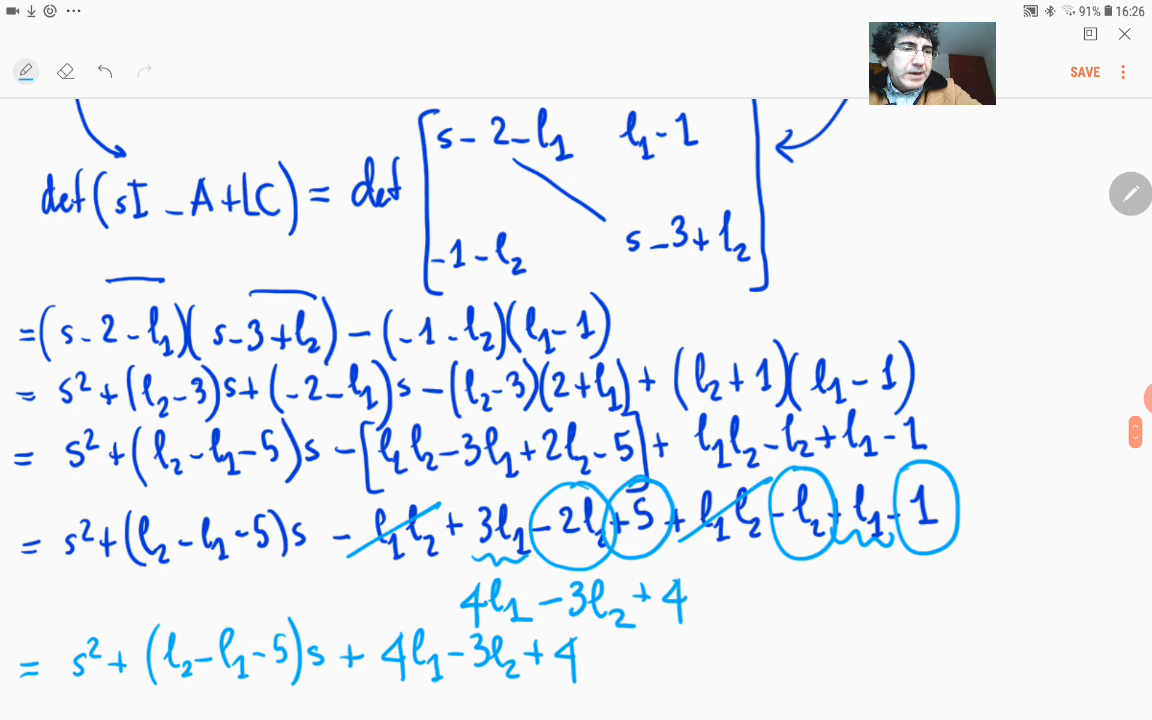 91% 16:26
SAVE
s - 2 - l₁ l₁ - 1
det(sI - A + LC) = det
-1 - l₂ s - 3 + l₂
= (s - 2 - l₁)(s - 3 + l₂) - (-1 - l₂)(l₁ - 1)
= s² + (l₂ - 3)s + (-2 - l₁)s - (l₂ - 3)(2 + l₁) + (l₂ + 1)(l₁ - 1)
= s² + (l₂ - l₁ - 5)s - [l₁l₂ - 3l₁ + 2l₂ - 5] + l₁l₂ - l₂ + l₁ - 1
= s² + (l₂ - l₁ - 5)s - l₁l₂ + 3l₁ - 2l₂ + 5 + l₁l₂ - l₂ + l₁ - 1
4l₁ - 3l₂ + 4
= s² + (l₂ - l₁ - 5)s + 4l₁ - 3l₂ + 4